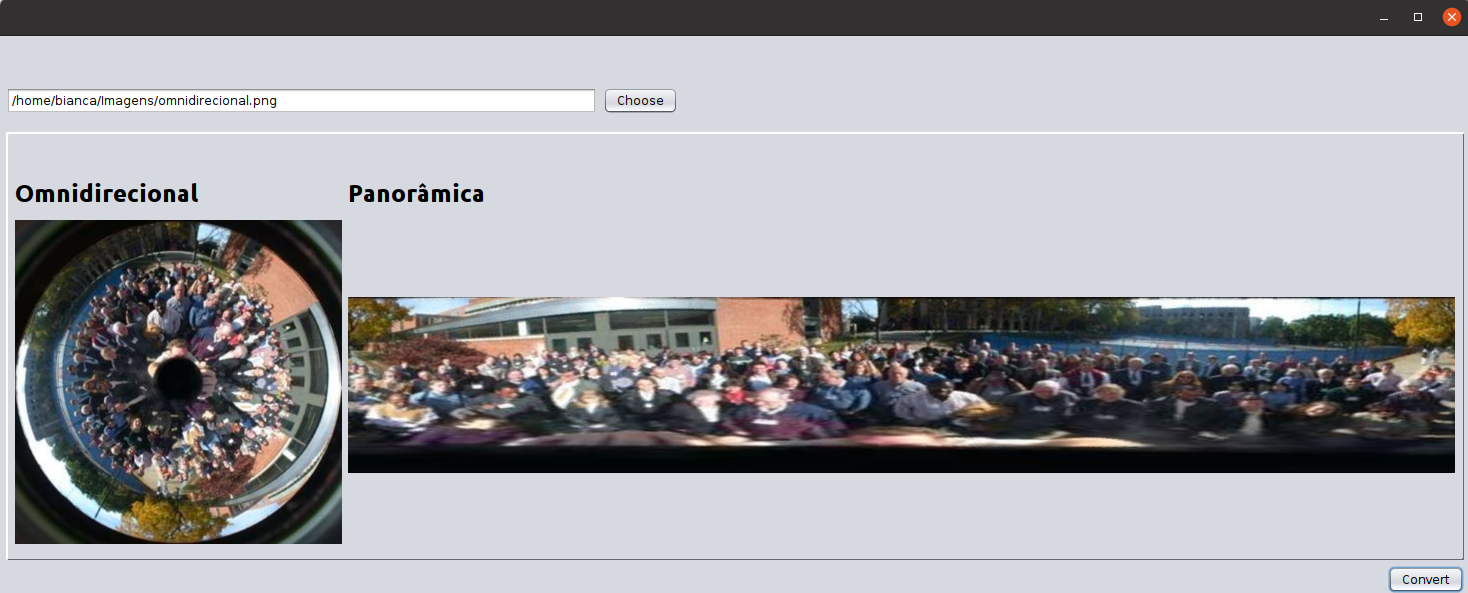 /home/bianca/Imagens/omnidirecional.png
Choose
Omnidirecional
Panorâmica
Convert